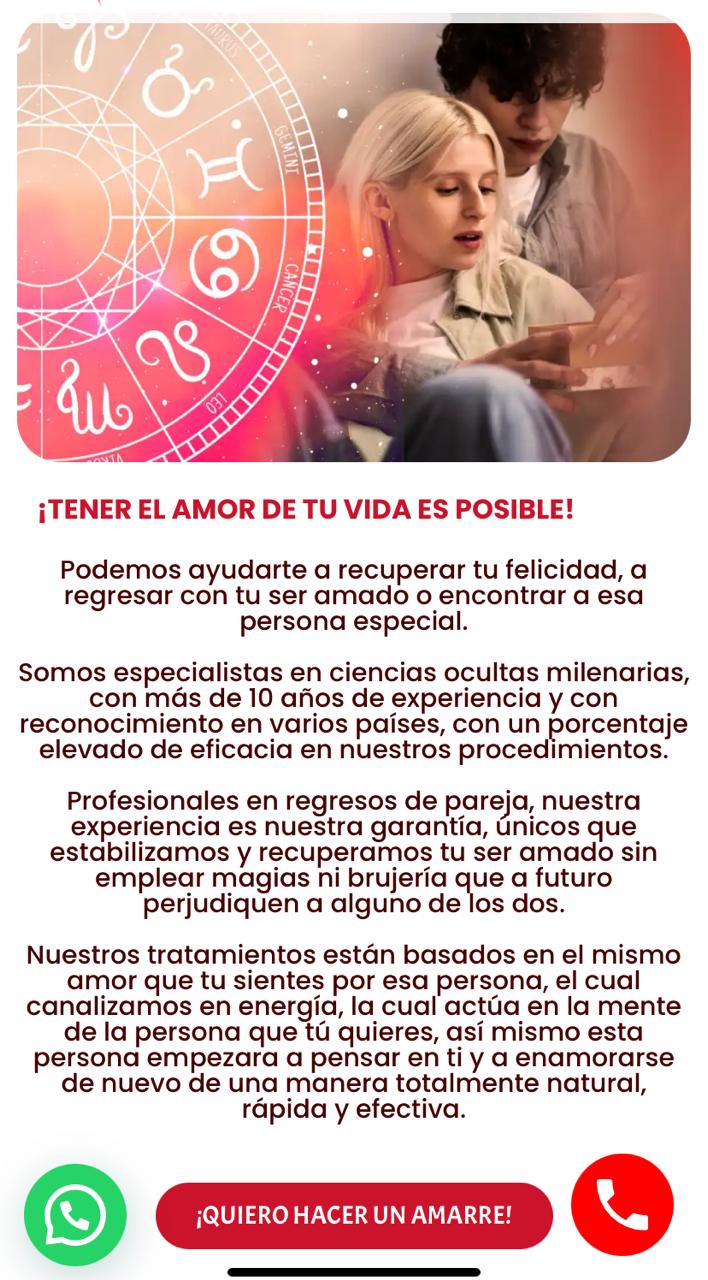 TAURUS
GEMINI
CANCER
LEO
¡TENER EL AMOR DE TU VIDA ES POSIBLE!
Podemos ayudarte a recuperar tu felicidad, a
regresar con tu ser amado o encontrar a esa
persona especial.
Somos especialistas en ciencias ocultas milenarias,
con más de 10 años de experiencia y con
reconocimiento en varios países, con un porcentaje
elevado de eficacia en nuestros procedimientos.
Profesionales en regresos de pareja, nuestra
experiencia es nuestra garantía, únicos que
estabilizamos y recuperamos tu ser amado sin
emplear magias ni brujería que a futuro
perjudiquen a alguno de los dos.
Nuestros tratamientos están basados en el mismo
amor que tu sientes por esa persona, el cual
canalizamos en energía, la cual actúa en la mente
de la persona que tú quieres, así mismo esta
persona empezara a pensar en ti y a enamorarse
de nuevo de una manera totalmente natural,
rápida y efectiva.
¡QUIERO HACER UN AMARRE!